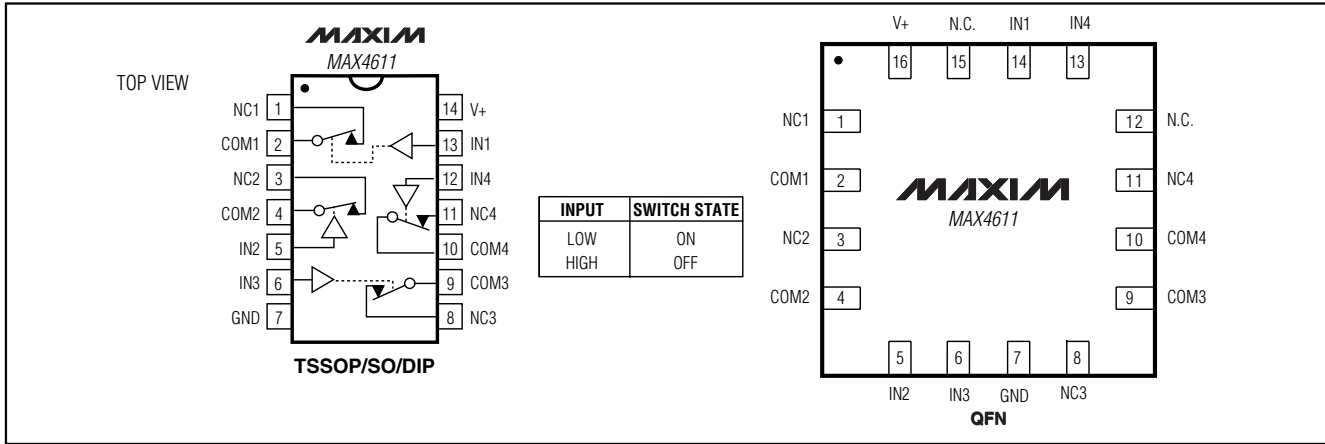 TOP VIEW
MAXIM
MAX4611
NC1 1
14 V+
COM1 2
13 IN1
NC2 3
12 IN4
COM2 4
11 NC4
IN2 5
10 COM4
IN3 6
9 COM3
GND 7
8 NC3
TSSOP/SO/DIP
INPUT SWITCH STATE
LOW ON
HIGH OFF
V+ N.C. IN1 IN4
16 15 14 13
NC1 1
12 N.C.
COM1 2
11 NC4
MAXIM
MAX4611
NC2 3
10 COM4
COM2 4
9 COM3
5 6 7 8
IN2 IN3 GND NC3
QFN